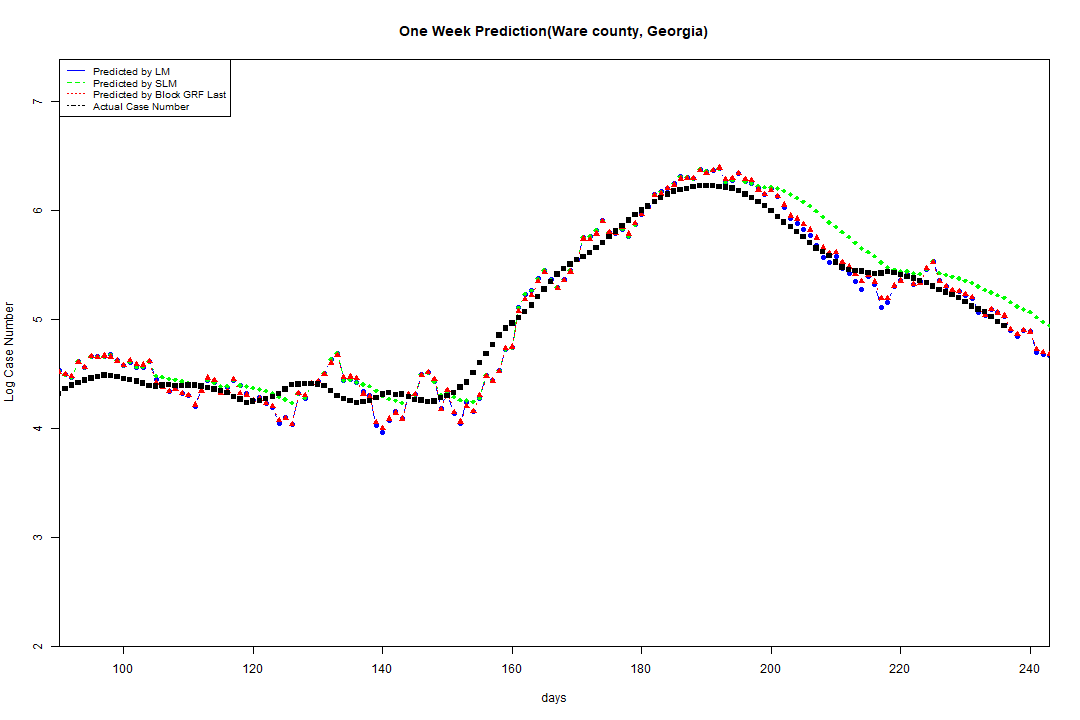 One Week Prediction(Ware county, Georgia)
Predicted by LM
Predicted by SLM
Predicted by Block GRF Last
Actual Case Number
7
6
5
4
3
2
Log Case Number
100 120 140 160 180 200 220 240
days